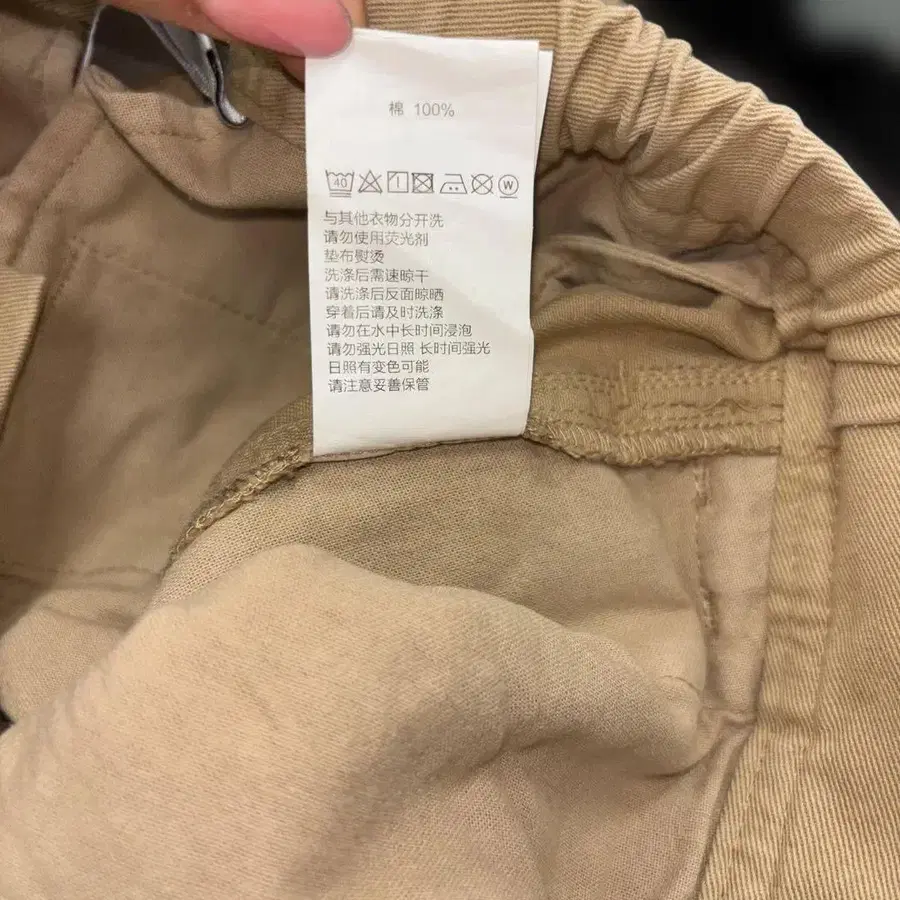 棉 100%
40 W
与其他衣物分开洗
请勿使用荧光剂
垫布熨烫
洗涤后需速晾干
请洗涤后反面晾晒
穿着后请及时洗涤
请勿在水中长时间浸泡
请勿强光日照 长时间强光
日照有变色可能
请注意妥善保管